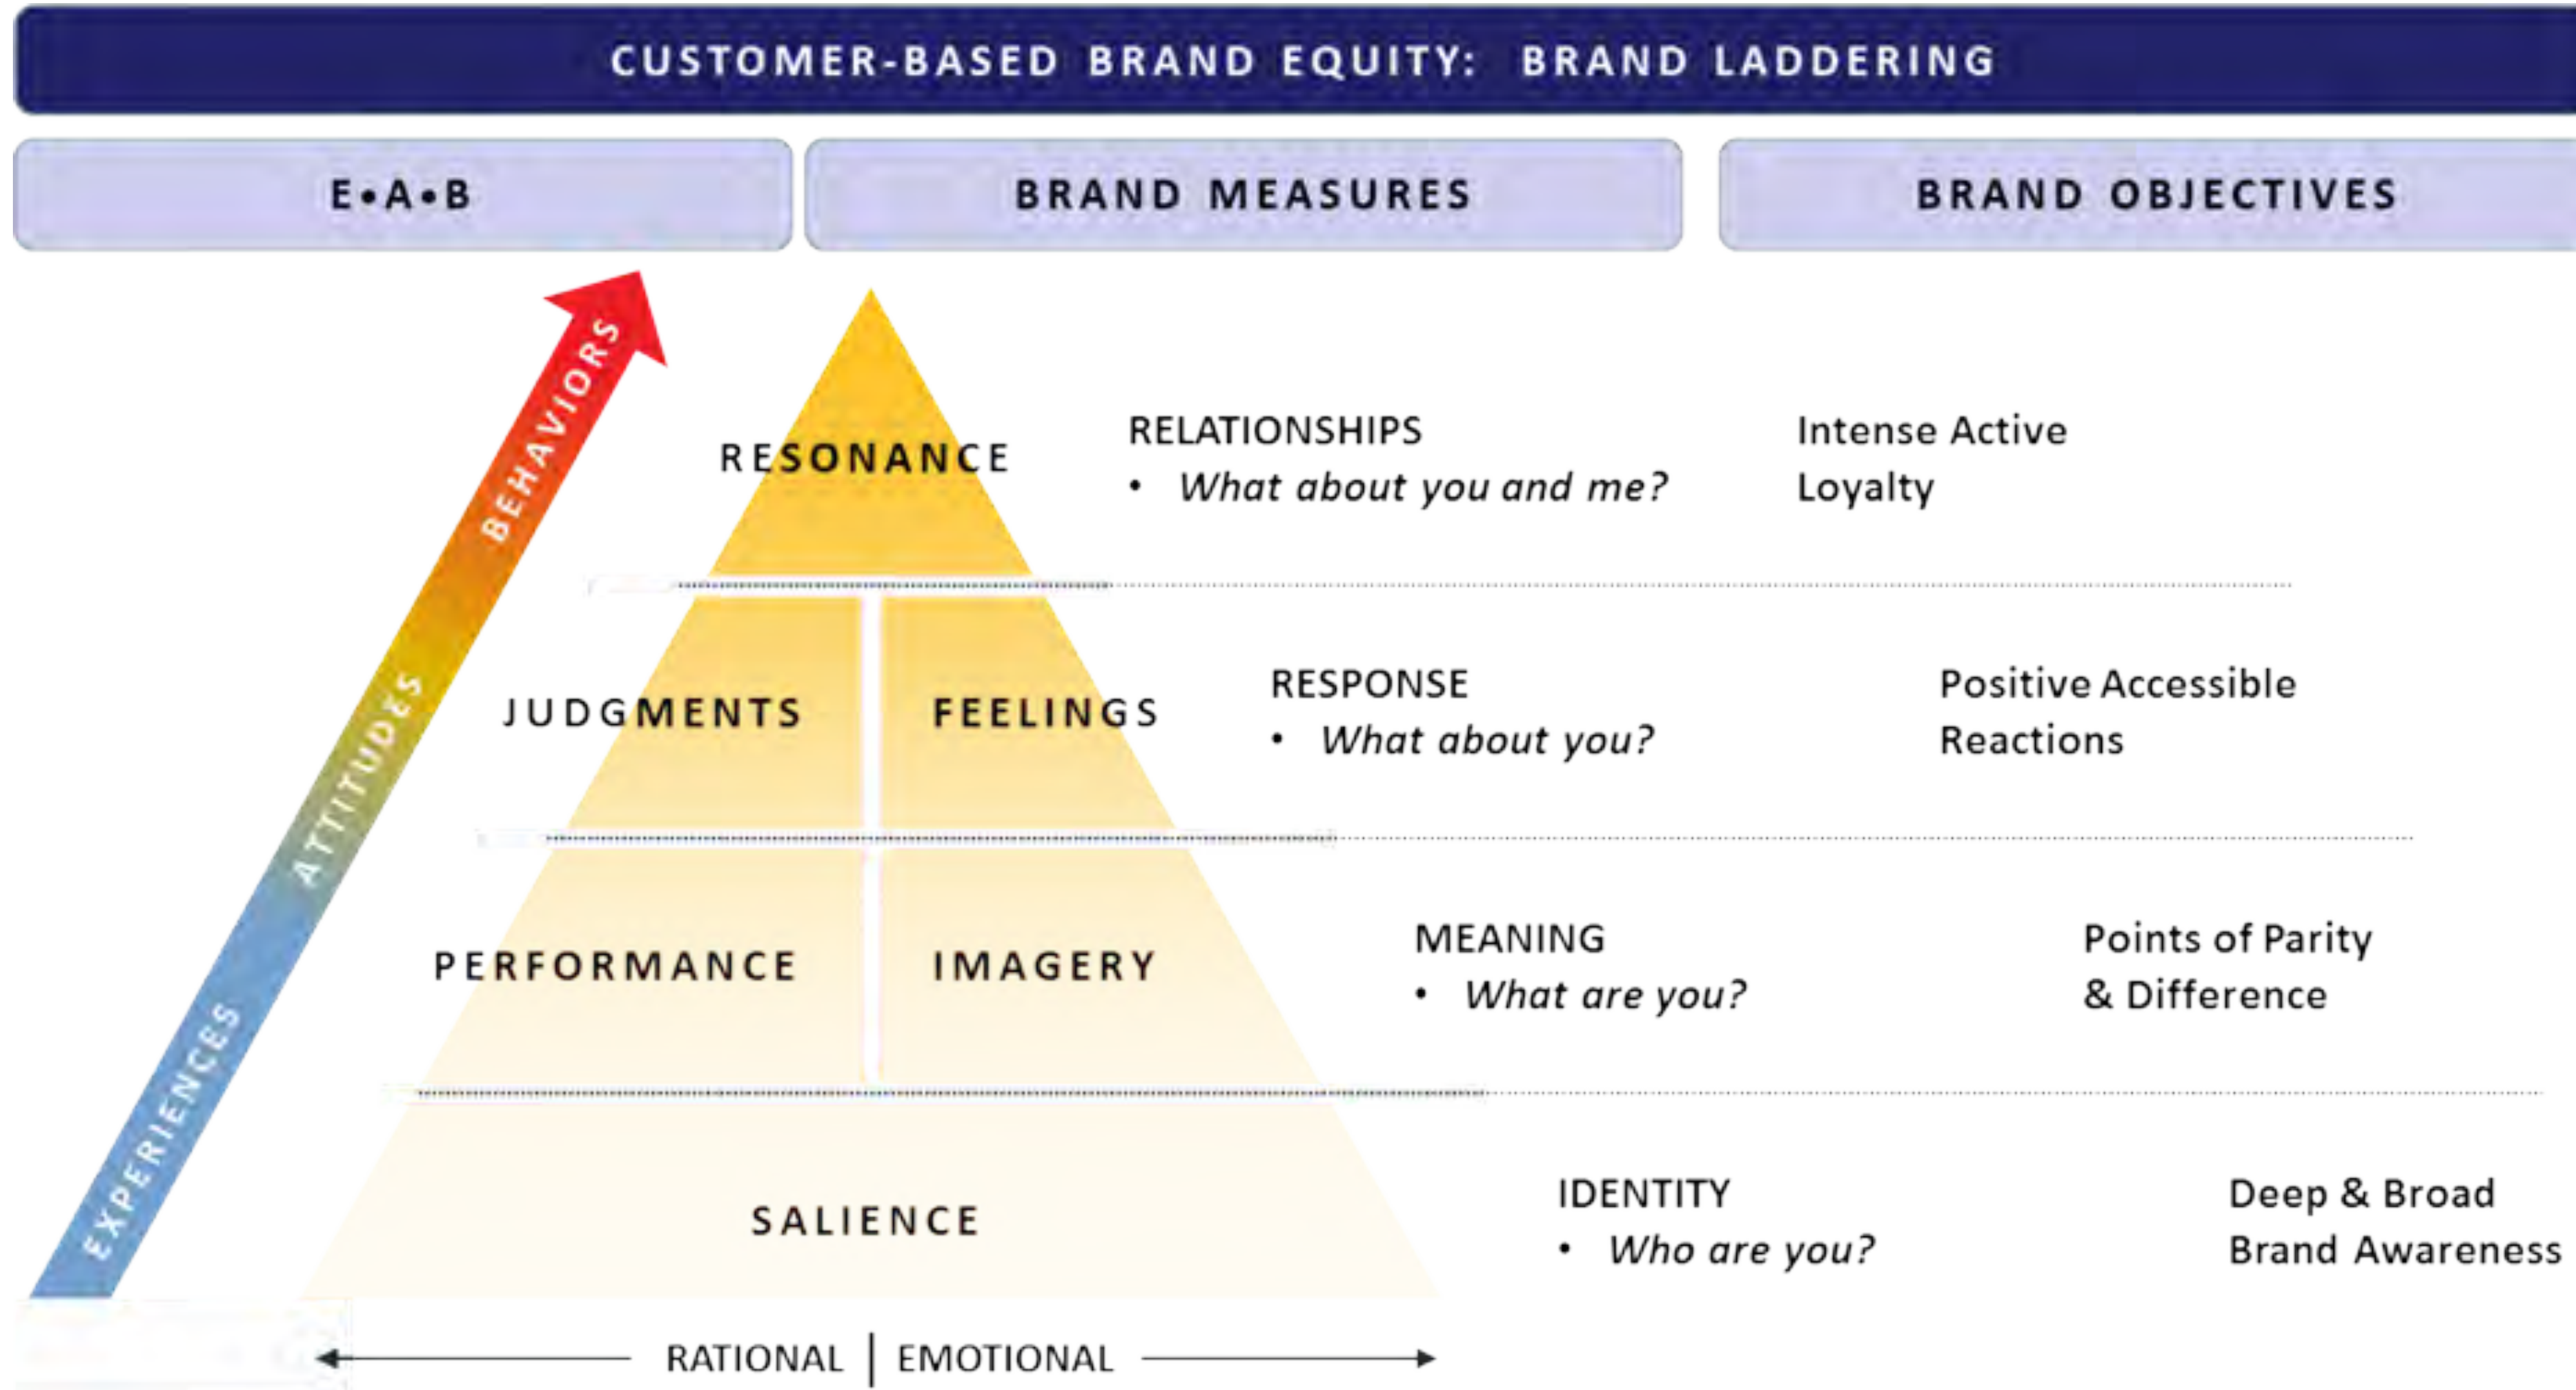 CUSTOMER-BASED BRAND EQUITY: BRAND LADDERING
E•A•B
BRAND MEASURES
BRAND OBJECTIVES
BEHAVIORS
ATTITUDES
EXPERIENCES
RESONANCE
RELATIONSHIPS
• What about you and me?
Intense Active
Loyalty
JUDGMENTS
FEELINGS
RESPONSE
• What about you?
Positive Accessible
Reactions
PERFORMANCE
IMAGERY
MEANING
• What are you?
Points of Parity
& Difference
SALIENCE
IDENTITY
• Who are you?
Deep & Broad
Brand Awareness
RATIONAL | EMOTIONAL